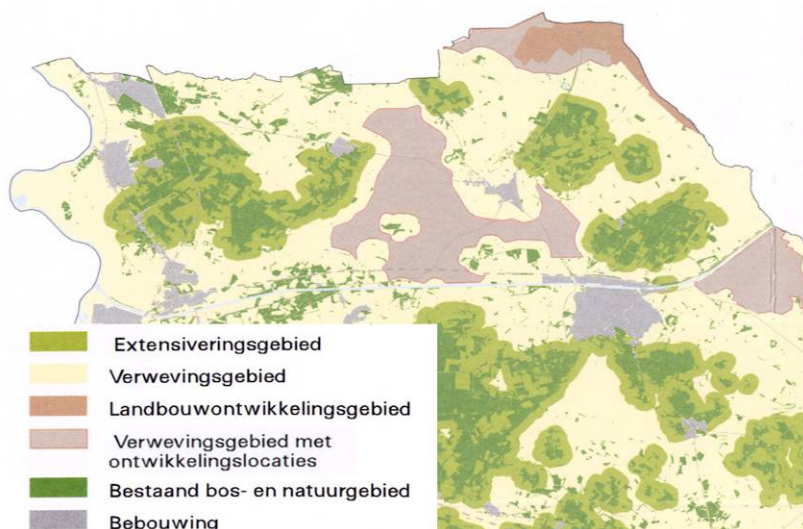 Extensiveringsgebied
Verwevingsgebied
Landbouwontwikkelingsgebied
Verwevingsgebied met
ontwikkelingslocaties
Bestaand bos- en natuurgebied
Bebouwing